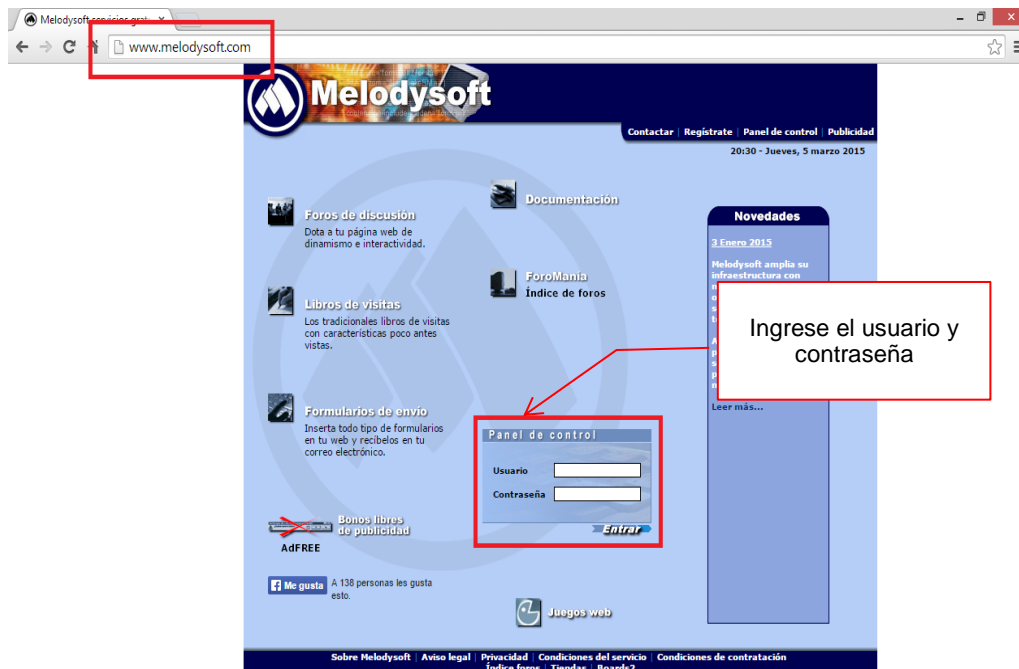 Melodysoft servicios grat
www.melodysoft.com
Melodysoft
Contactar | Regístrate | Panel de control | Publicidad
20:30 - Jueves, 5 marzo 2015
Foros de discusión
Dota a tu página web de
dinamismo e interactividad.
Documentación
Libros de visitas
Los tradicionales libros de visitas
con características poco antes
vistas.
ForoManía
Índice de foros
Formularios de envío
Inserta todo tipo de formularios
en tu web y recíbelos en tu
correo electrónico.
Panel de control
Usuario
Contraseña
Entrar
Bonos libres
de publicidad
AdFREE
Me gusta
A 138 personas les gusta
esto.
Juegos web
Novedades
3 Enero 2015
Melodysoft amplia su
infraestructura con
Leer más...
Ingrese el usuario y
contraseña
Sobre Melodysoft | Aviso legal | Privacidad | Condiciones del servicio | Condiciones de contratación
Índice foros | Tiendas | Boards2